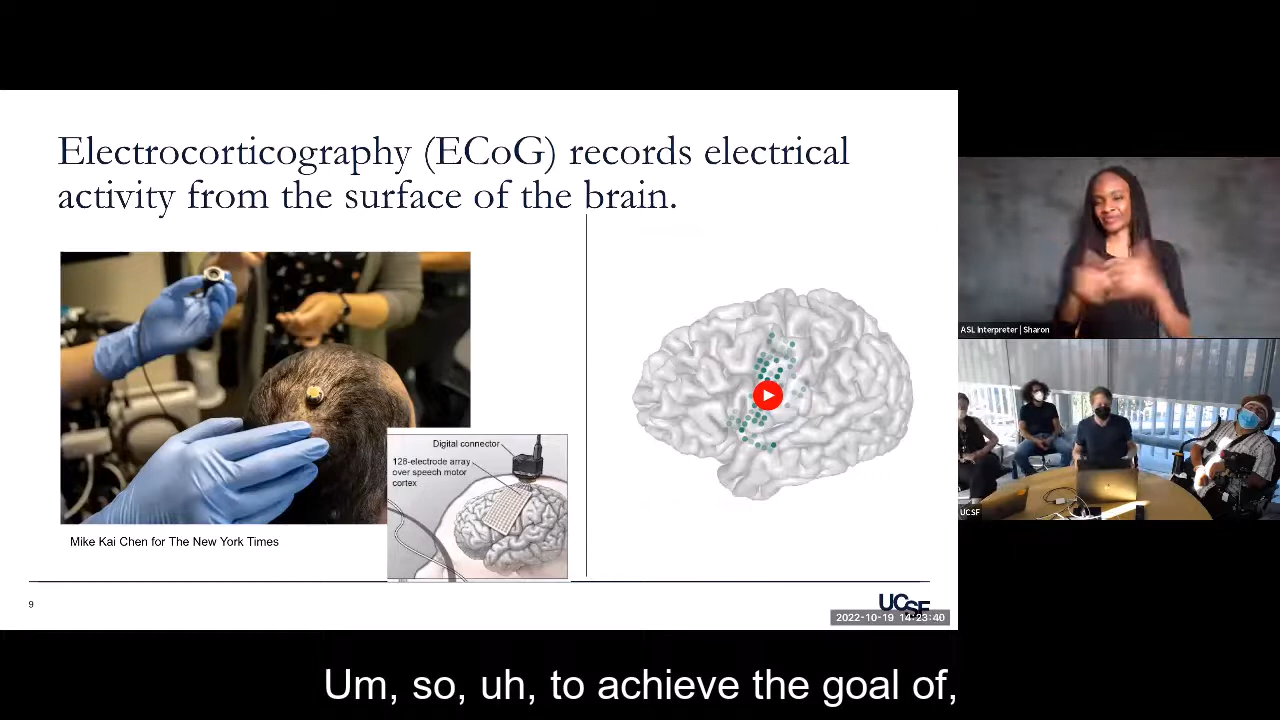 Electrocorticography (ECoG) records electrical
activity from the surface of the brain.
Digital connector
128-electrode array
over speech motor
cortex
Mike Kai Chen for The New York Times
9
UCSF
2022-10-19 14:23:40
ASL Interpreter | Sharon
UCSF
Um, so, uh, to achieve the goal of,